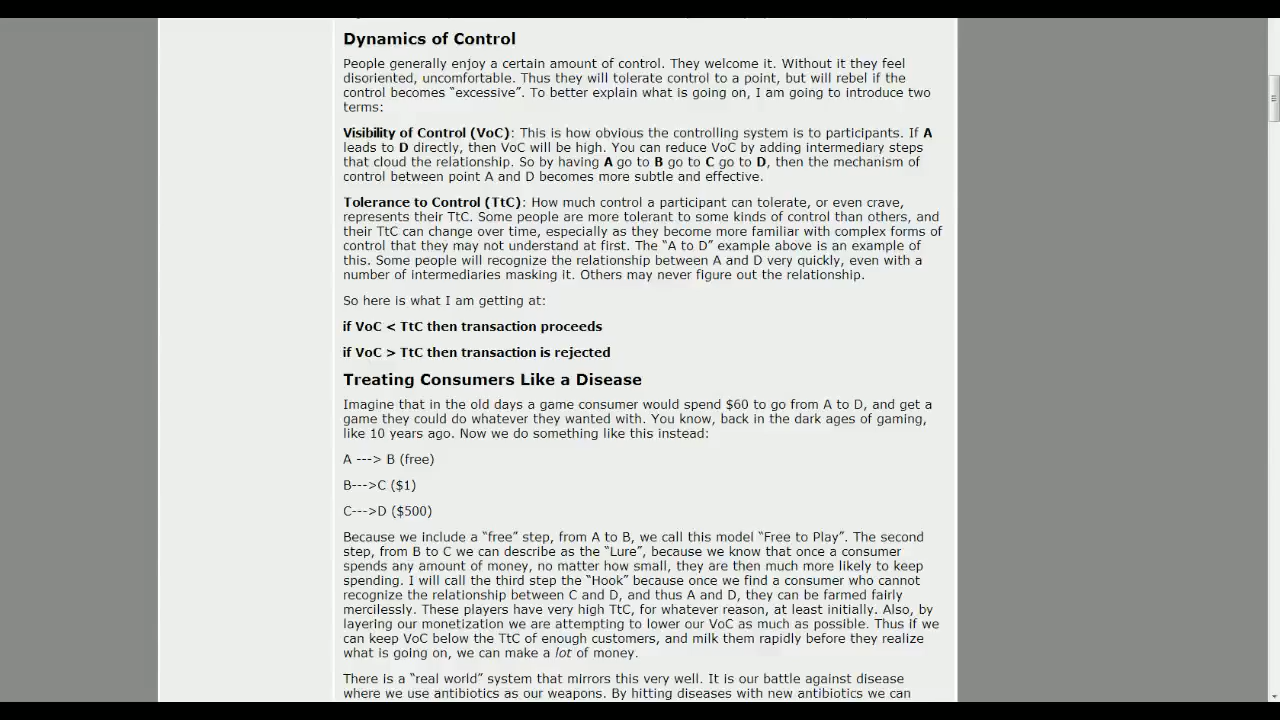 Dynamics of Control
People generally enjoy a certain amount of control. They welcome it. Without it they feel
disoriented, uncomfortable. Thus they will tolerate control to a point, but will rebel if the
control becomes “excessive”. To better explain what is going on, I am going to introduce two
terms:
Visibility of Control (VoC): This is how obvious the controlling system is to participants. If A
leads to D directly, then VoC will be high. You can reduce VoC by adding intermediary steps
that cloud the relationship. So by having A go to B go to C go to D, then the mechanism of
control between point A and D becomes more subtle and effective.
Tolerance to Control (TtC): How much control a participant can tolerate, or even crave,
represents their TtC. Some people are more tolerant to some kinds of control than others, and
their TtC can change over time, especially as they become more familiar with complex forms of
control that they may not understand at first. The “A to D” example above is an example of
this. Some people will recognize the relationship between A and D very quickly, even with a
number of intermediaries masking it. Others may never figure out the relationship.
So here is what I am getting at:
if VoC < TtC then transaction proceeds
if VoC > TtC then transaction is rejected
Treating Consumers Like a Disease
Imagine that in the old days a game consumer would spend $60 to go from A to D, and get a
game they could do whatever they wanted with. You know, back in the dark ages of gaming,
like 10 years ago. Now we do something like this instead:
A ---> B (free)
B--->C ($1)
C--->D ($500)
Because we include a “free” step, from A to B, we call this model “Free to Play”. The second
step, from B to C we can describe as the “Lure”, because we know that once a consumer
spends any amount of money, no matter how small, they are then much more likely to keep
spending. I will call the third step the “Hook” because once we find a consumer who cannot
recognize the relationship between C and D, and thus A and D, they can be farmed fairly
mercilessly. These players have very high TtC, for whatever reason, at least initially. Also, by
layering our monetization we are attempting to lower our VoC as much as possible. Thus if we
can keep VoC below the TtC of enough customers, and milk them rapidly before they realize
what is going on, we can make a lot of money.
There is a “real world” system that mirrors this very well. It is our battle against disease
where we use antibiotics as our weapons. By hitting diseases with new antibiotics we can